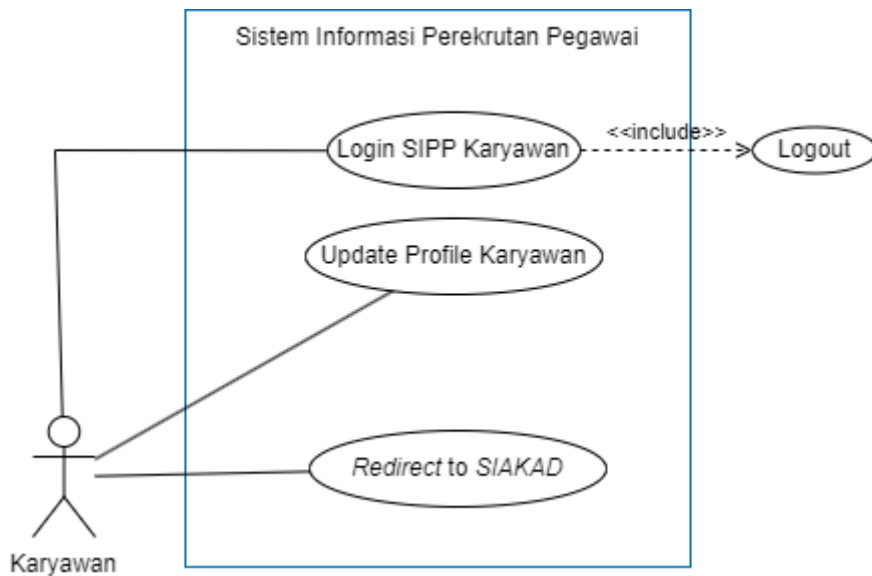 Sistem Informasi Perekrutan Pegawai
Login SIPP Karyawan
<<include>>
Logout
Update Profile Karyawan
Redirect to SIAKAD
Karyawan